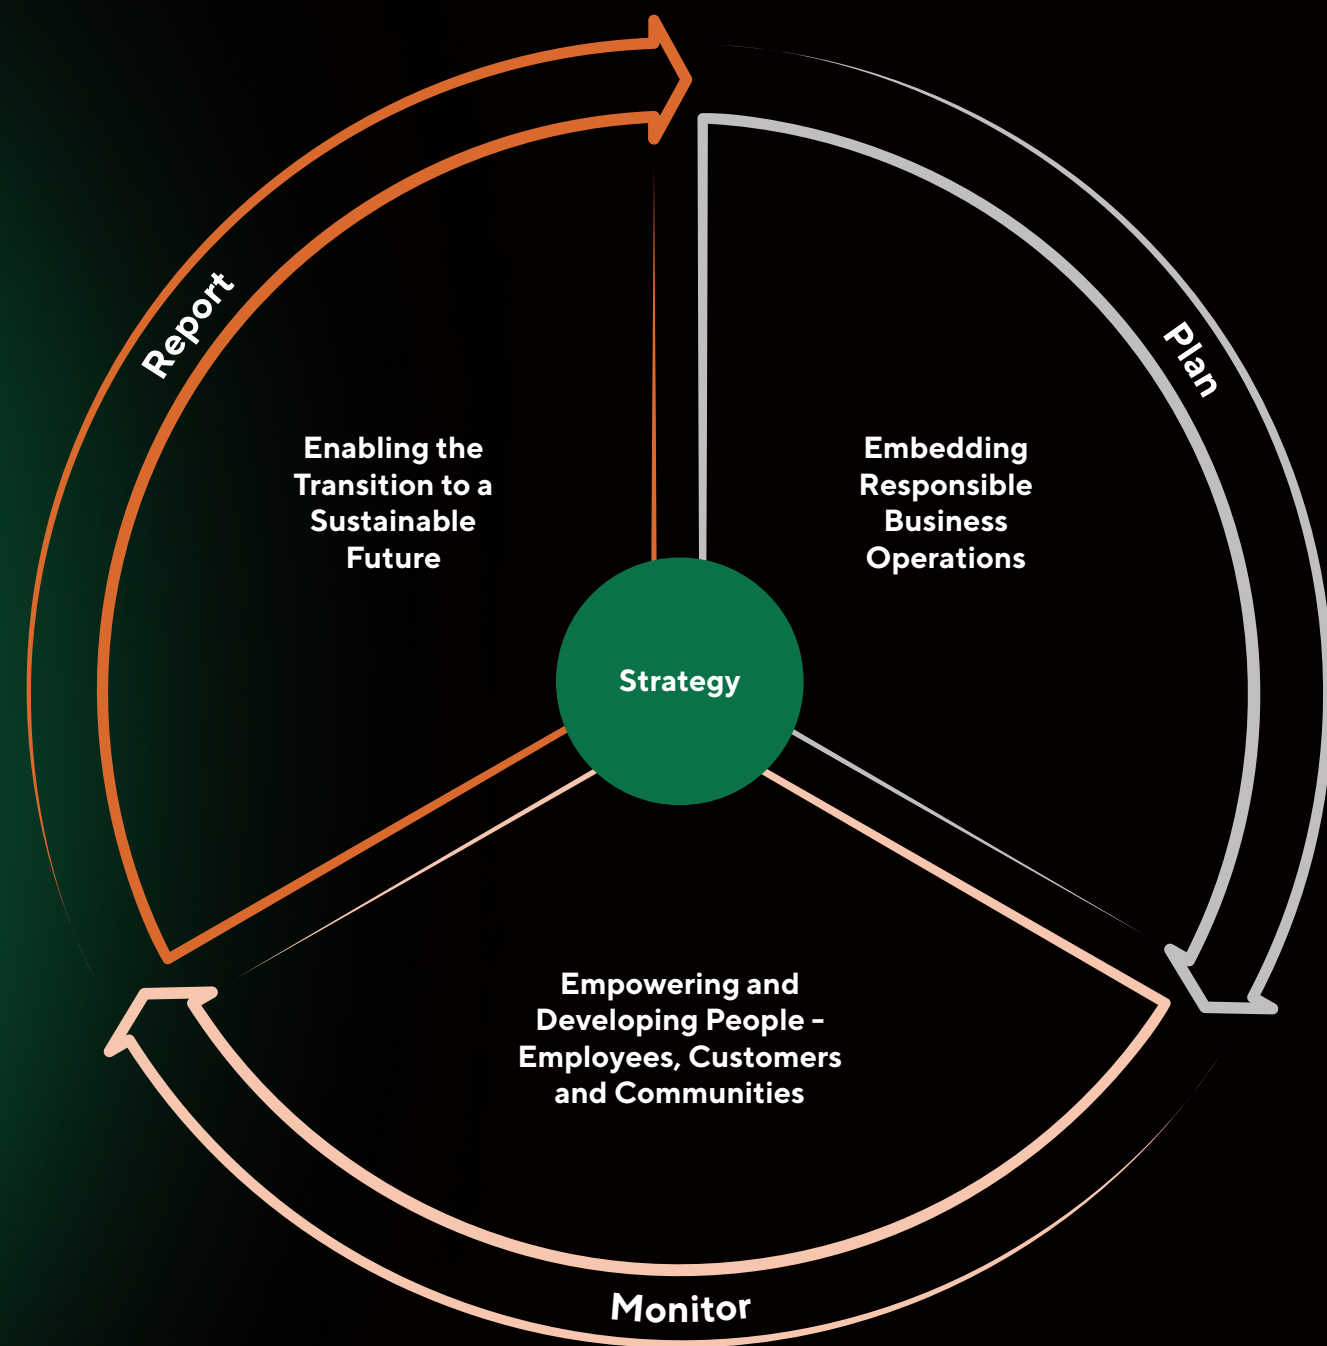 Report
Plan
Enabling the
Transition to a
Sustainable
Future
Embedding
Responsible
Business
Operations
Strategy
Empowering and
Developing People -
Employees, Customers
and Communities
Monitor